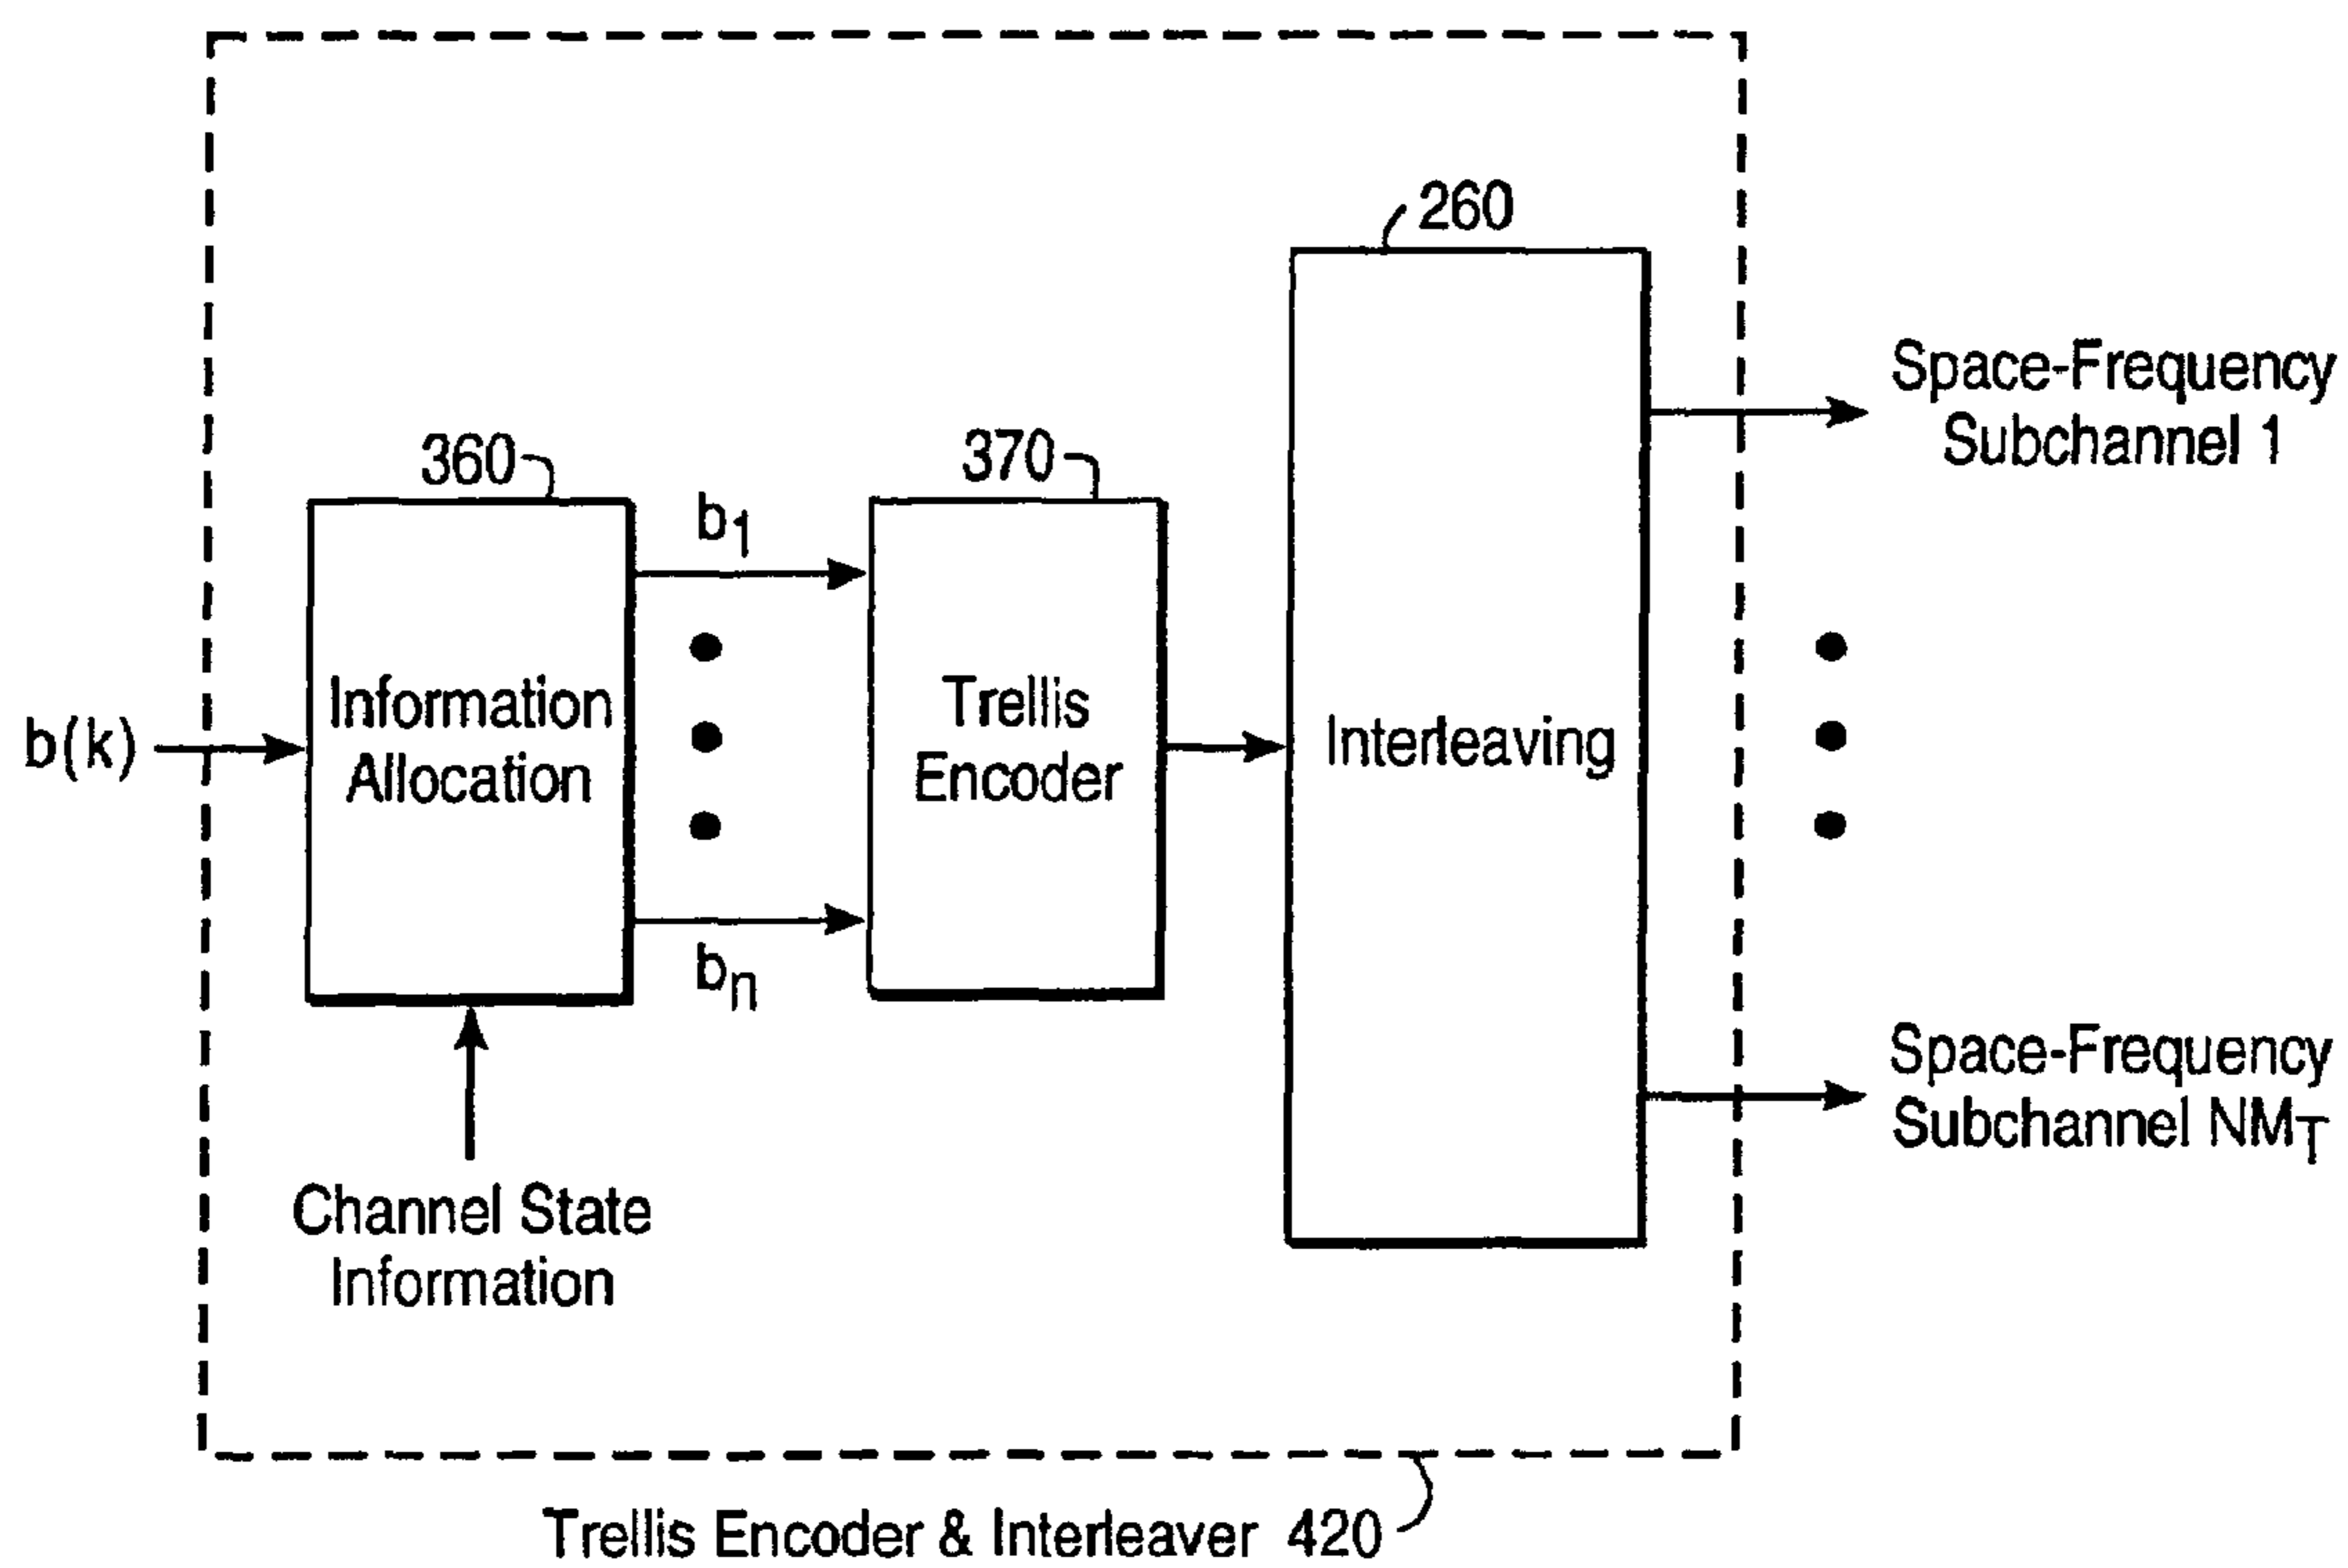 260
Space-Frequency
Subchannel 1
360
370
b1
b(k)
Information
Allocation
Trellis
Encoder
Interleaving
bn
Space-Frequency
Subchannel NMT
Channel State
Information
Trellis Encoder & Interleaver 420